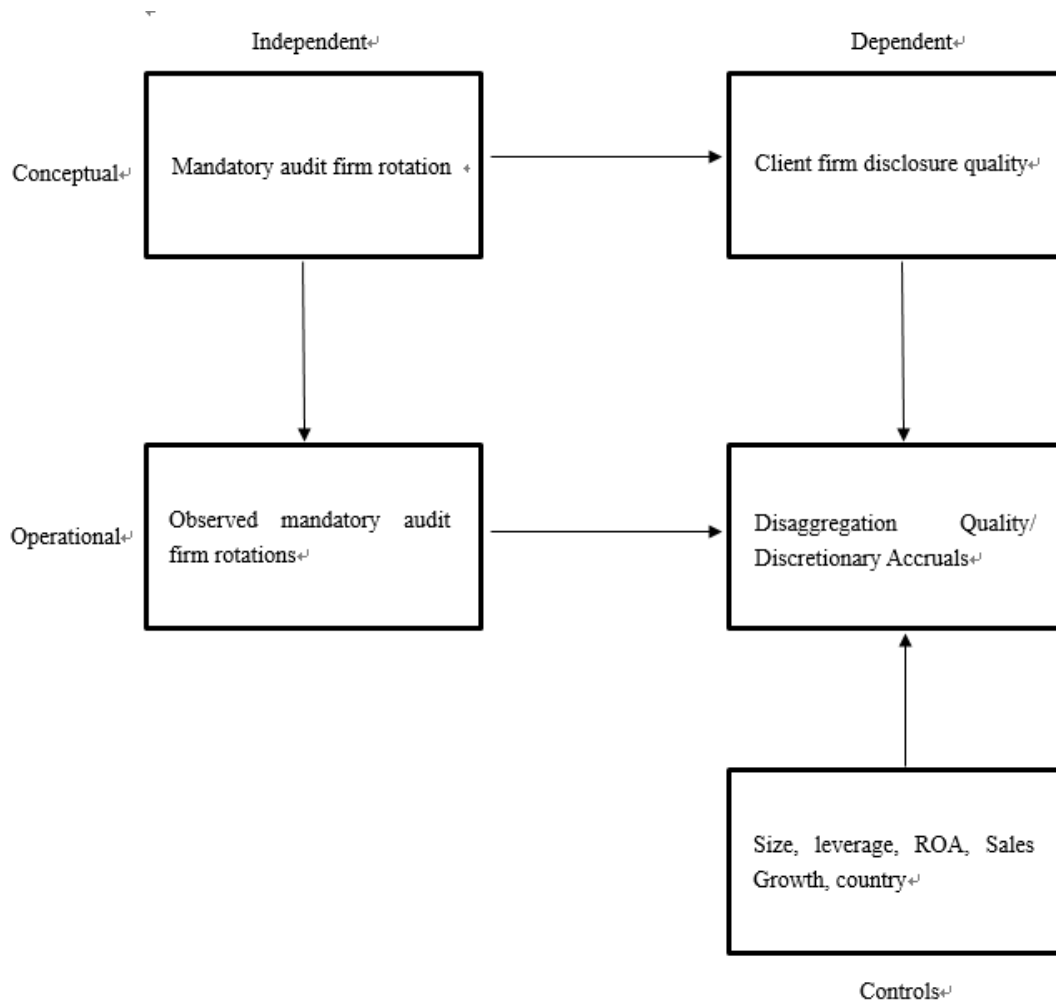 Independent
Dependent
Conceptual
Mandatory audit firm rotation
Client firm disclosure quality
Operational
Observed mandatory audit
firm rotations
Disaggregation Quality/
Discretionary Accruals
Size, leverage, ROA, Sales
Growth, country
Controls